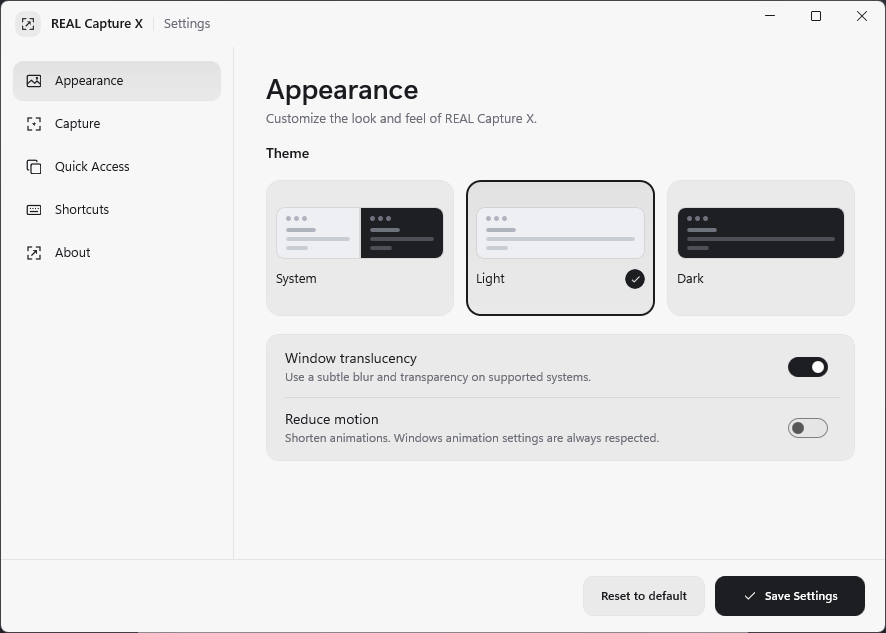 REAL Capture X
Settings
Appearance
Capture
Quick Access
Shortcuts
About
Appearance
Customize the look and feel of REAL Capture X.
Theme
System
Light
Dark
Window translucency
Use a subtle blur and transparency on supported systems.
Reduce motion
Shorten animations. Windows animation settings are always respected.
Reset to default
Save Settings